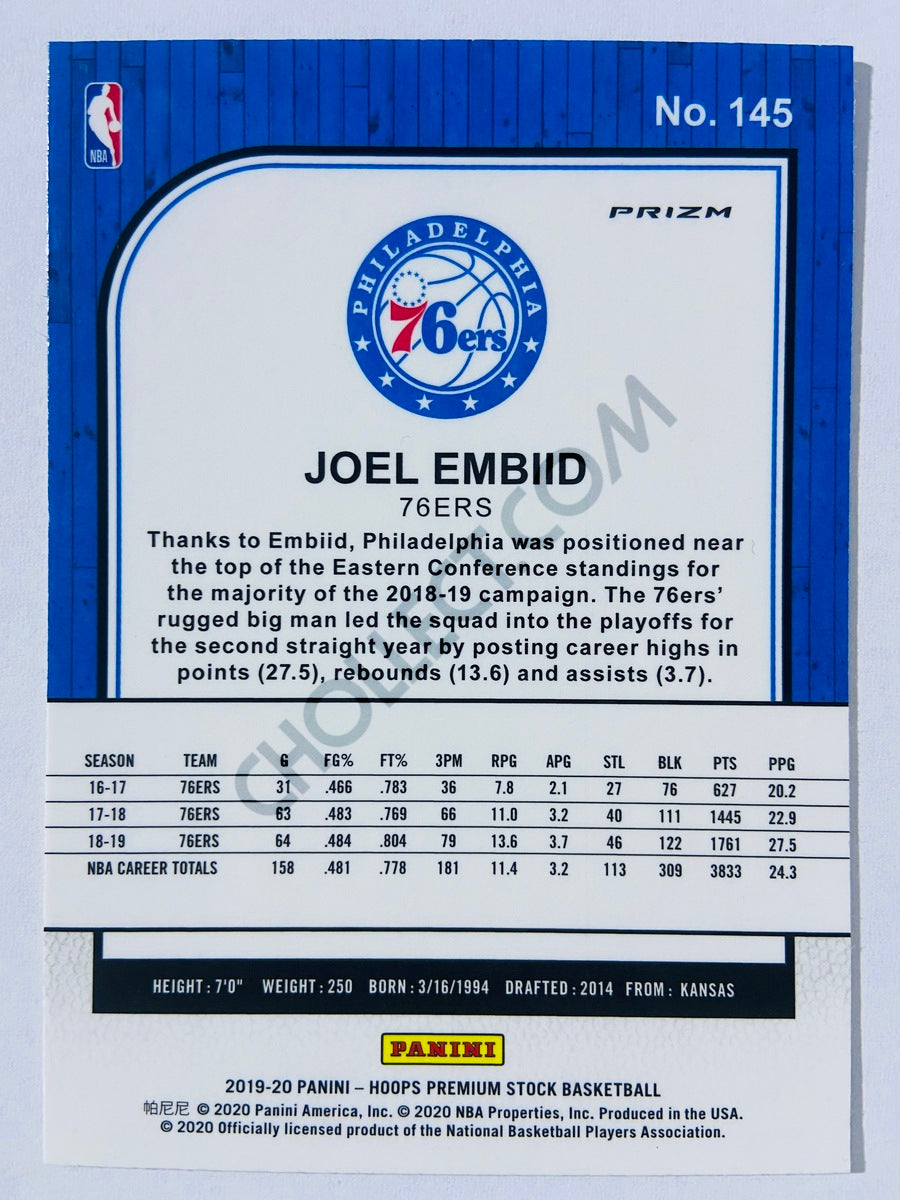 NBA
No. 145
PRIZM
PHILADELPHIA
76ers
JOEL EMBIID
76ERS
Thanks to Embiid, Philadelphia was positioned near
the top of the Eastern Conference standings for
the majority of the 2018-19 campaign. The 76ers’
rugged big man led the squad into the playoffs for
the second straight year by posting career highs in
points (27.5), rebounds (13.6) and assists (3.7).
CHOLLECT.COM
SEASON TEAM G FG% FT% 3PM RPG APG STL BLK PTS PPG
16-17 76ERS 31 .466 .783 36 7.8 2.1 27 76 627 20.2
17-18 76ERS 63 .483 .769 66 11.0 3.2 40 111 1445 22.9
18-19 76ERS 64 .484 .804 79 13.6 3.7 46 122 1761 27.5
NBA CAREER TOTALS 158 .481 .778 181 11.4 3.2 113 309 3833 24.3
HEIGHT: 7'0" WEIGHT: 250 BORN: 3/16/1994 DRAFTED: 2014 FROM: KANSAS
PANINI
2019-20 PANINI – HOOPS PREMIUM STOCK BASKETBALL
帕尼尼 © 2020 Panini America, Inc. © 2020 NBA Properties, Inc. Produced in the USA.
© 2020 Officially licensed product of the National Basketball Players Association.